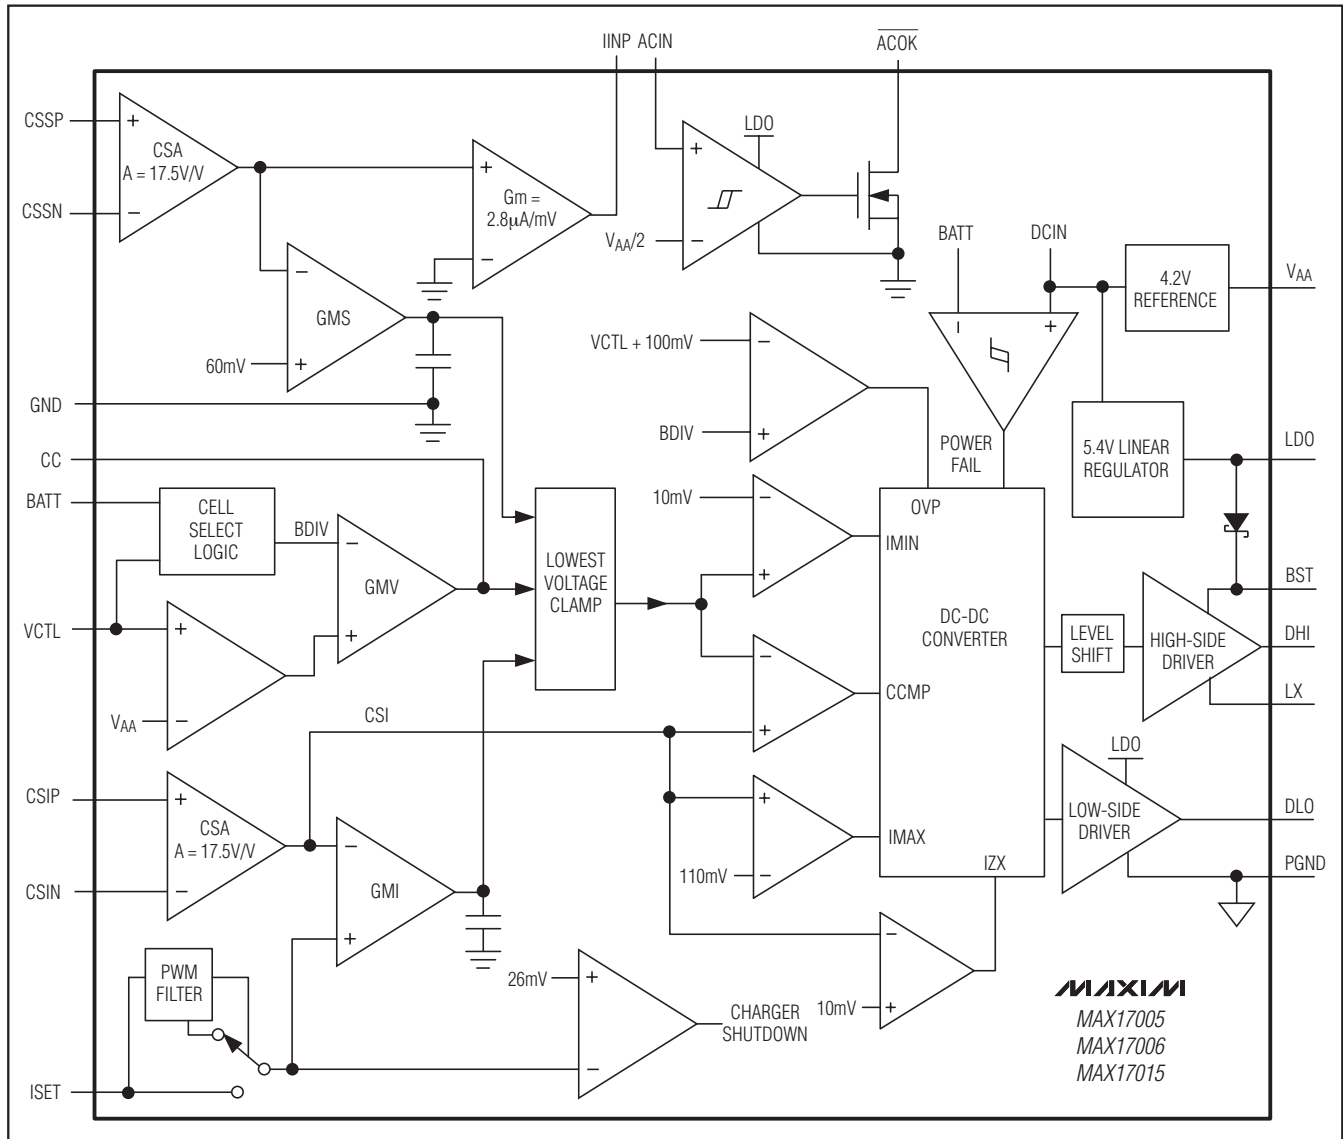 IINP ACIN
ACOK
CSSP
+
CSA
A = 17.5V/V
CSSN
−
+
Gm =
2.8µA/mV
−
LDO
+
VAA/2
−
BATT
DCIN
4.2V
REFERENCE
VAA
−
GMS
60mV
+
VCTL + 100mV
−
BDIV
+
−
+
POWER
FAIL
5.4V LINEAR
REGULATOR
LDO
GND
CC
BATT
CELL
SELECT
LOGIC
BDIV
−
GMV
+
VCTL
+
VAA
−
LOWEST
VOLTAGE
CLAMP
10mV
−
+
OVP
IMIN
DC-DC
CONVERTER
CCMP
IMAX
IZX
−
+
LEVEL
SHIFT
HIGH-SIDE
DRIVER
BST
DHI
LX
CSI
CSIP
+
CSA
A = 17.5V/V
CSIN
−
−
GMI
+
+
110mV
−
LDO
LOW-SIDE
DRIVER
DLO
PGND
PWM
FILTER
ISET
26mV
+
−
CHARGER
SHUTDOWN
−
10mV
+
MAXIM
MAX17005
MAX17006
MAX17015